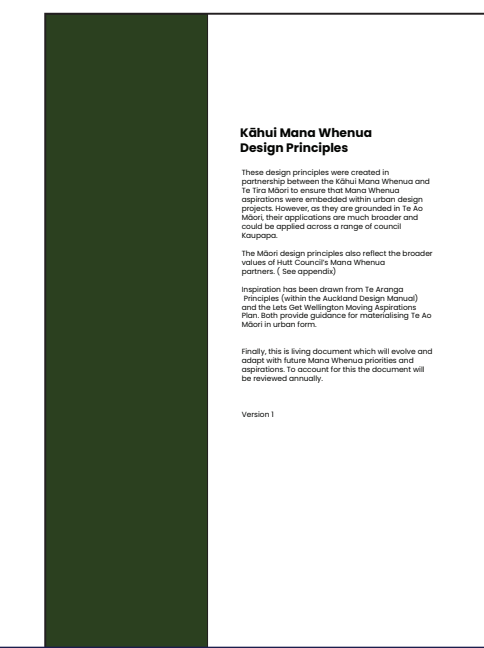 Kāhui Mana Whenua
Design Principles
These design principles were created in
partnership between the Kāhui Mana Whenua and
Te Tira Māori to ensure that Mana Whenua
aspirations were embedded within urban design
projects. However, as they are grounded in Te Ao
Māori, their applications are much broader and
could be applied across a range of council
Kaupapa.
The Māori design principles also reflect the broader
values of Hutt Council's Mana Whenua
partners. ( See appendix)
Inspiration has been drawn from Te Aranga
Principles (within the Auckland Design Manual)
and the Lets Get Wellington Moving Aspirations
Plan. Both provide guidance for materialising Te Ao
Māori in urban form.
Finally, this is living document which will evolve and
adapt with future Mana Whenua priorities and
aspirations. To account for this the document will
be reviewed annually.
Version 1